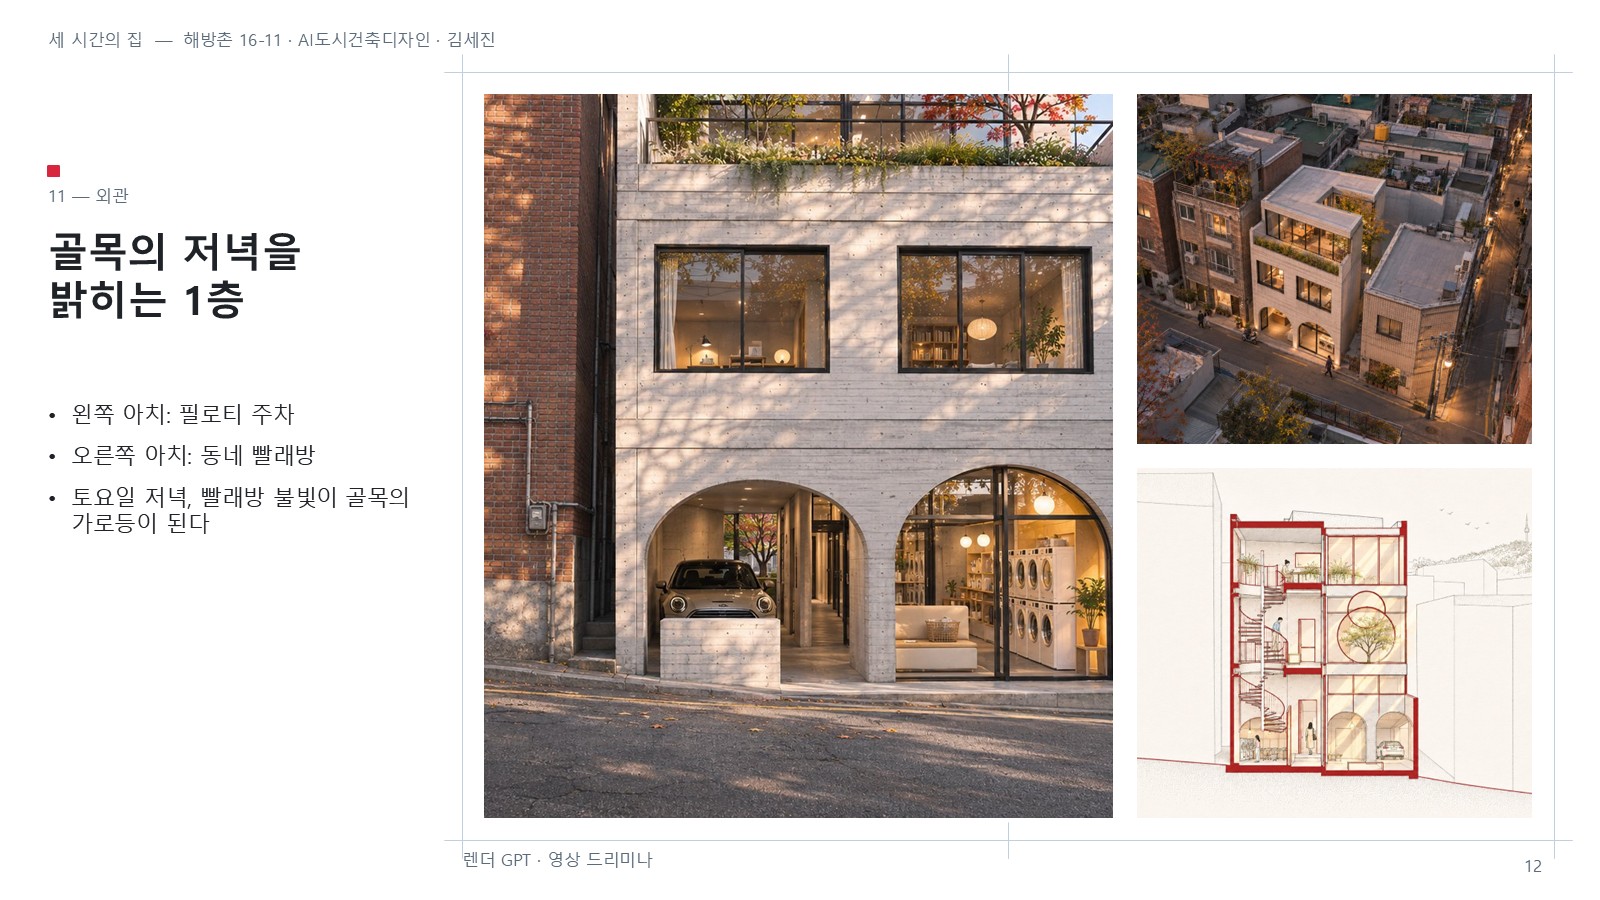 세 시간의 집 — 해방촌 16-11 · AI도시건축디자인 · 김세진
11 — 외관
골목의 저녁을
밝히는 1층
• 왼쪽 아치: 필로티 주차
• 오른쪽 아치: 동네 빨래방
• 토요일 저녁, 빨래방 불빛이 골목의
가로등이 된다
렌더 GPT · 영상 드리미나
12